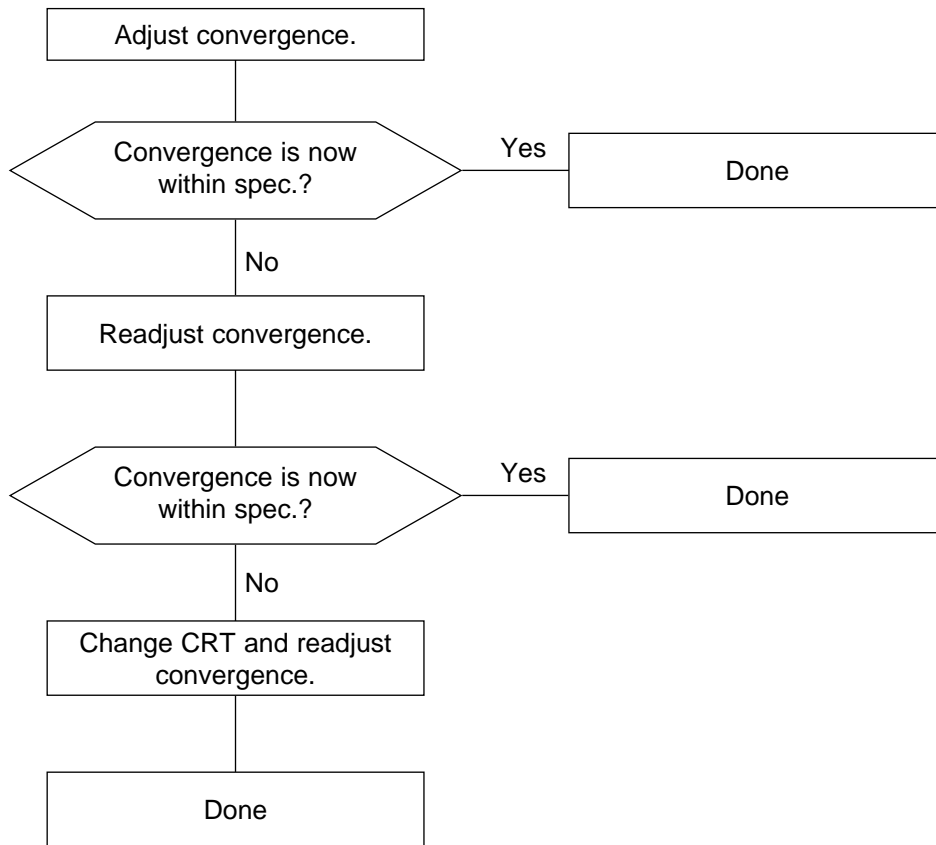 Adjust convergence.
Convergence is now
within spec.?
Yes
Done
No
Readjust convergence.
Convergence is now
within spec.?
Yes
Done
No
Change CRT and readjust
convergence.
Done